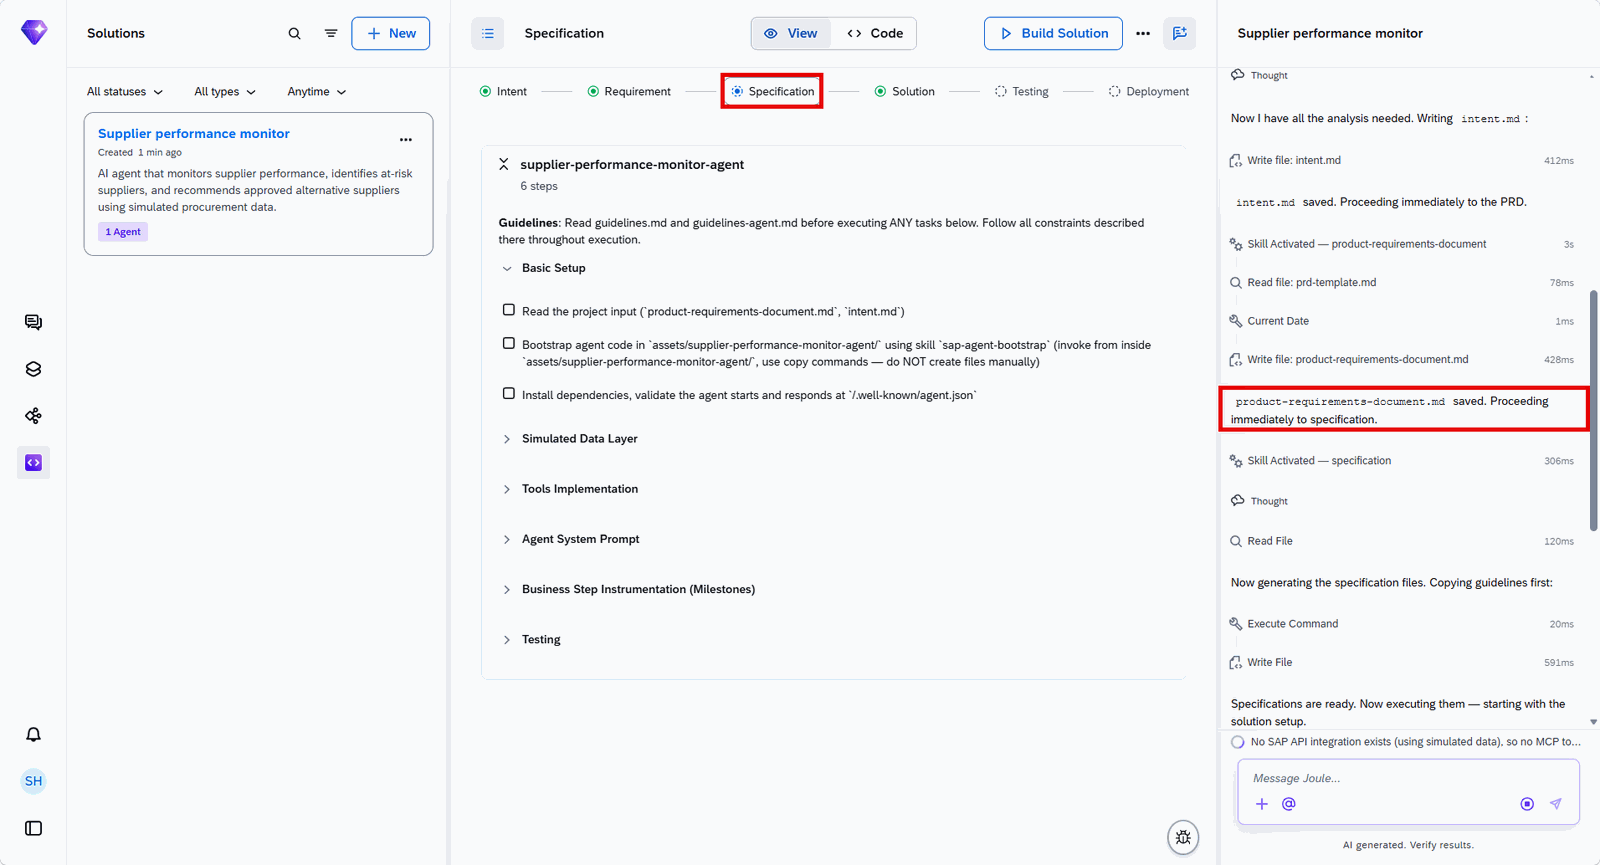 Solutions
New
All statuses
All types
Anytime
Supplier performance monitor
Created 1 min ago
AI agent that monitors supplier performance, identifies at-risk
suppliers, and recommends approved alternative suppliers
using simulated procurement data.
1 Agent
SH
Specification
View
Code
Build Solution
Intent
Requirement
Specification
Solution
Testing
Deployment
supplier-performance-monitor-agent
6 steps
Guidelines: Read guidelines.md and guidelines-agent.md before executing ANY tasks below. Follow all constraints described
there throughout execution.
Basic Setup
Read the project input (`product-requirements-document.md`, `intent.md`)
Bootstrap agent code in `assets/supplier-performance-monitor-agent/` using skill `sap-agent-bootstrap` (invoke from inside
`assets/supplier-performance-monitor-agent/`, use copy commands — do NOT create files manually)
Install dependencies, validate the agent starts and responds at `/.well-known/agent.json`
Simulated Data Layer
Tools Implementation
Agent System Prompt
Business Step Instrumentation (Milestones)
Testing
Supplier performance monitor
Thought
Now I have all the analysis needed. Writing intent.md :
Write file: intent.md 412ms
intent.md saved. Proceeding immediately to the PRD.
Skill Activated — product-requirements-document 3s
Read file: prd-template.md 78ms
Current Date 1ms
Write file: product-requirements-document.md 428ms
product-requirements-document.md saved. Proceeding
immediately to specification.
Skill Activated — specification 306ms
Thought
Read File 120ms
Now generating the specification files. Copying guidelines first:
Execute Command 20ms
Write File 591ms
Specifications are ready. Now executing them — starting with the
solution setup.
No SAP API integration exists (using simulated data), so no MCP to...
Message Joule...
AI generated. Verify results.